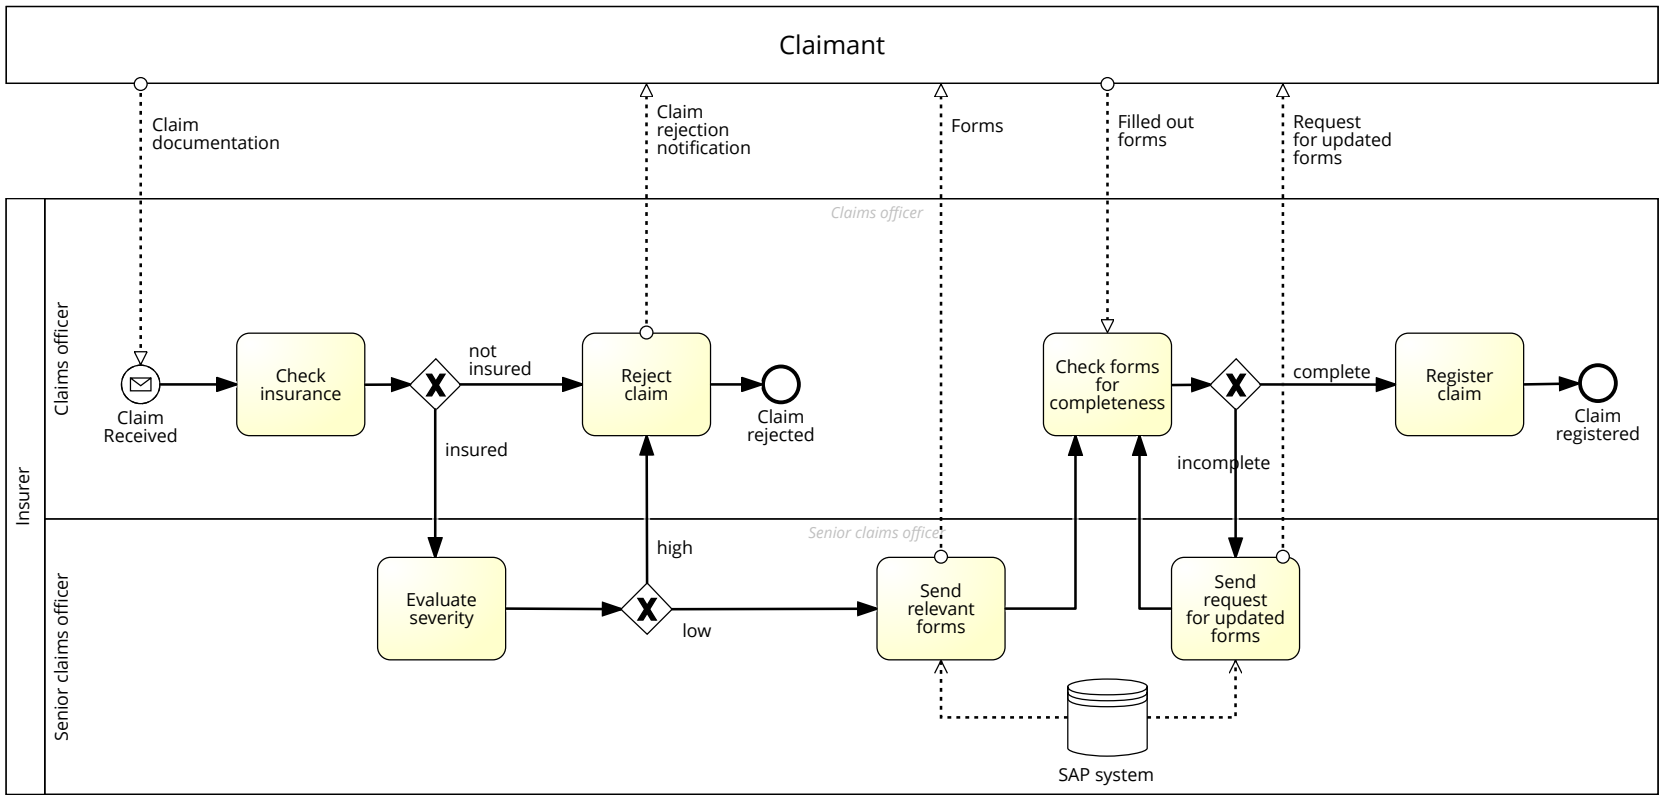 Claimant
Claim
documentation
Claim
rejection
notification
Forms
Filled out
forms
Request
for updated
forms
Insurer
Claims officer
Claims officer
Claim
Received
Check
insurance
not
insured
insured
Reject
claim
Claim
rejected
Check forms
for
completeness
complete
incomplete
Register
claim
Claim
registered
Senior claims officer
Senior claims officer
Evaluate
severity
high
low
Send
relevant
forms
Send
request
for updated
forms
SAP system